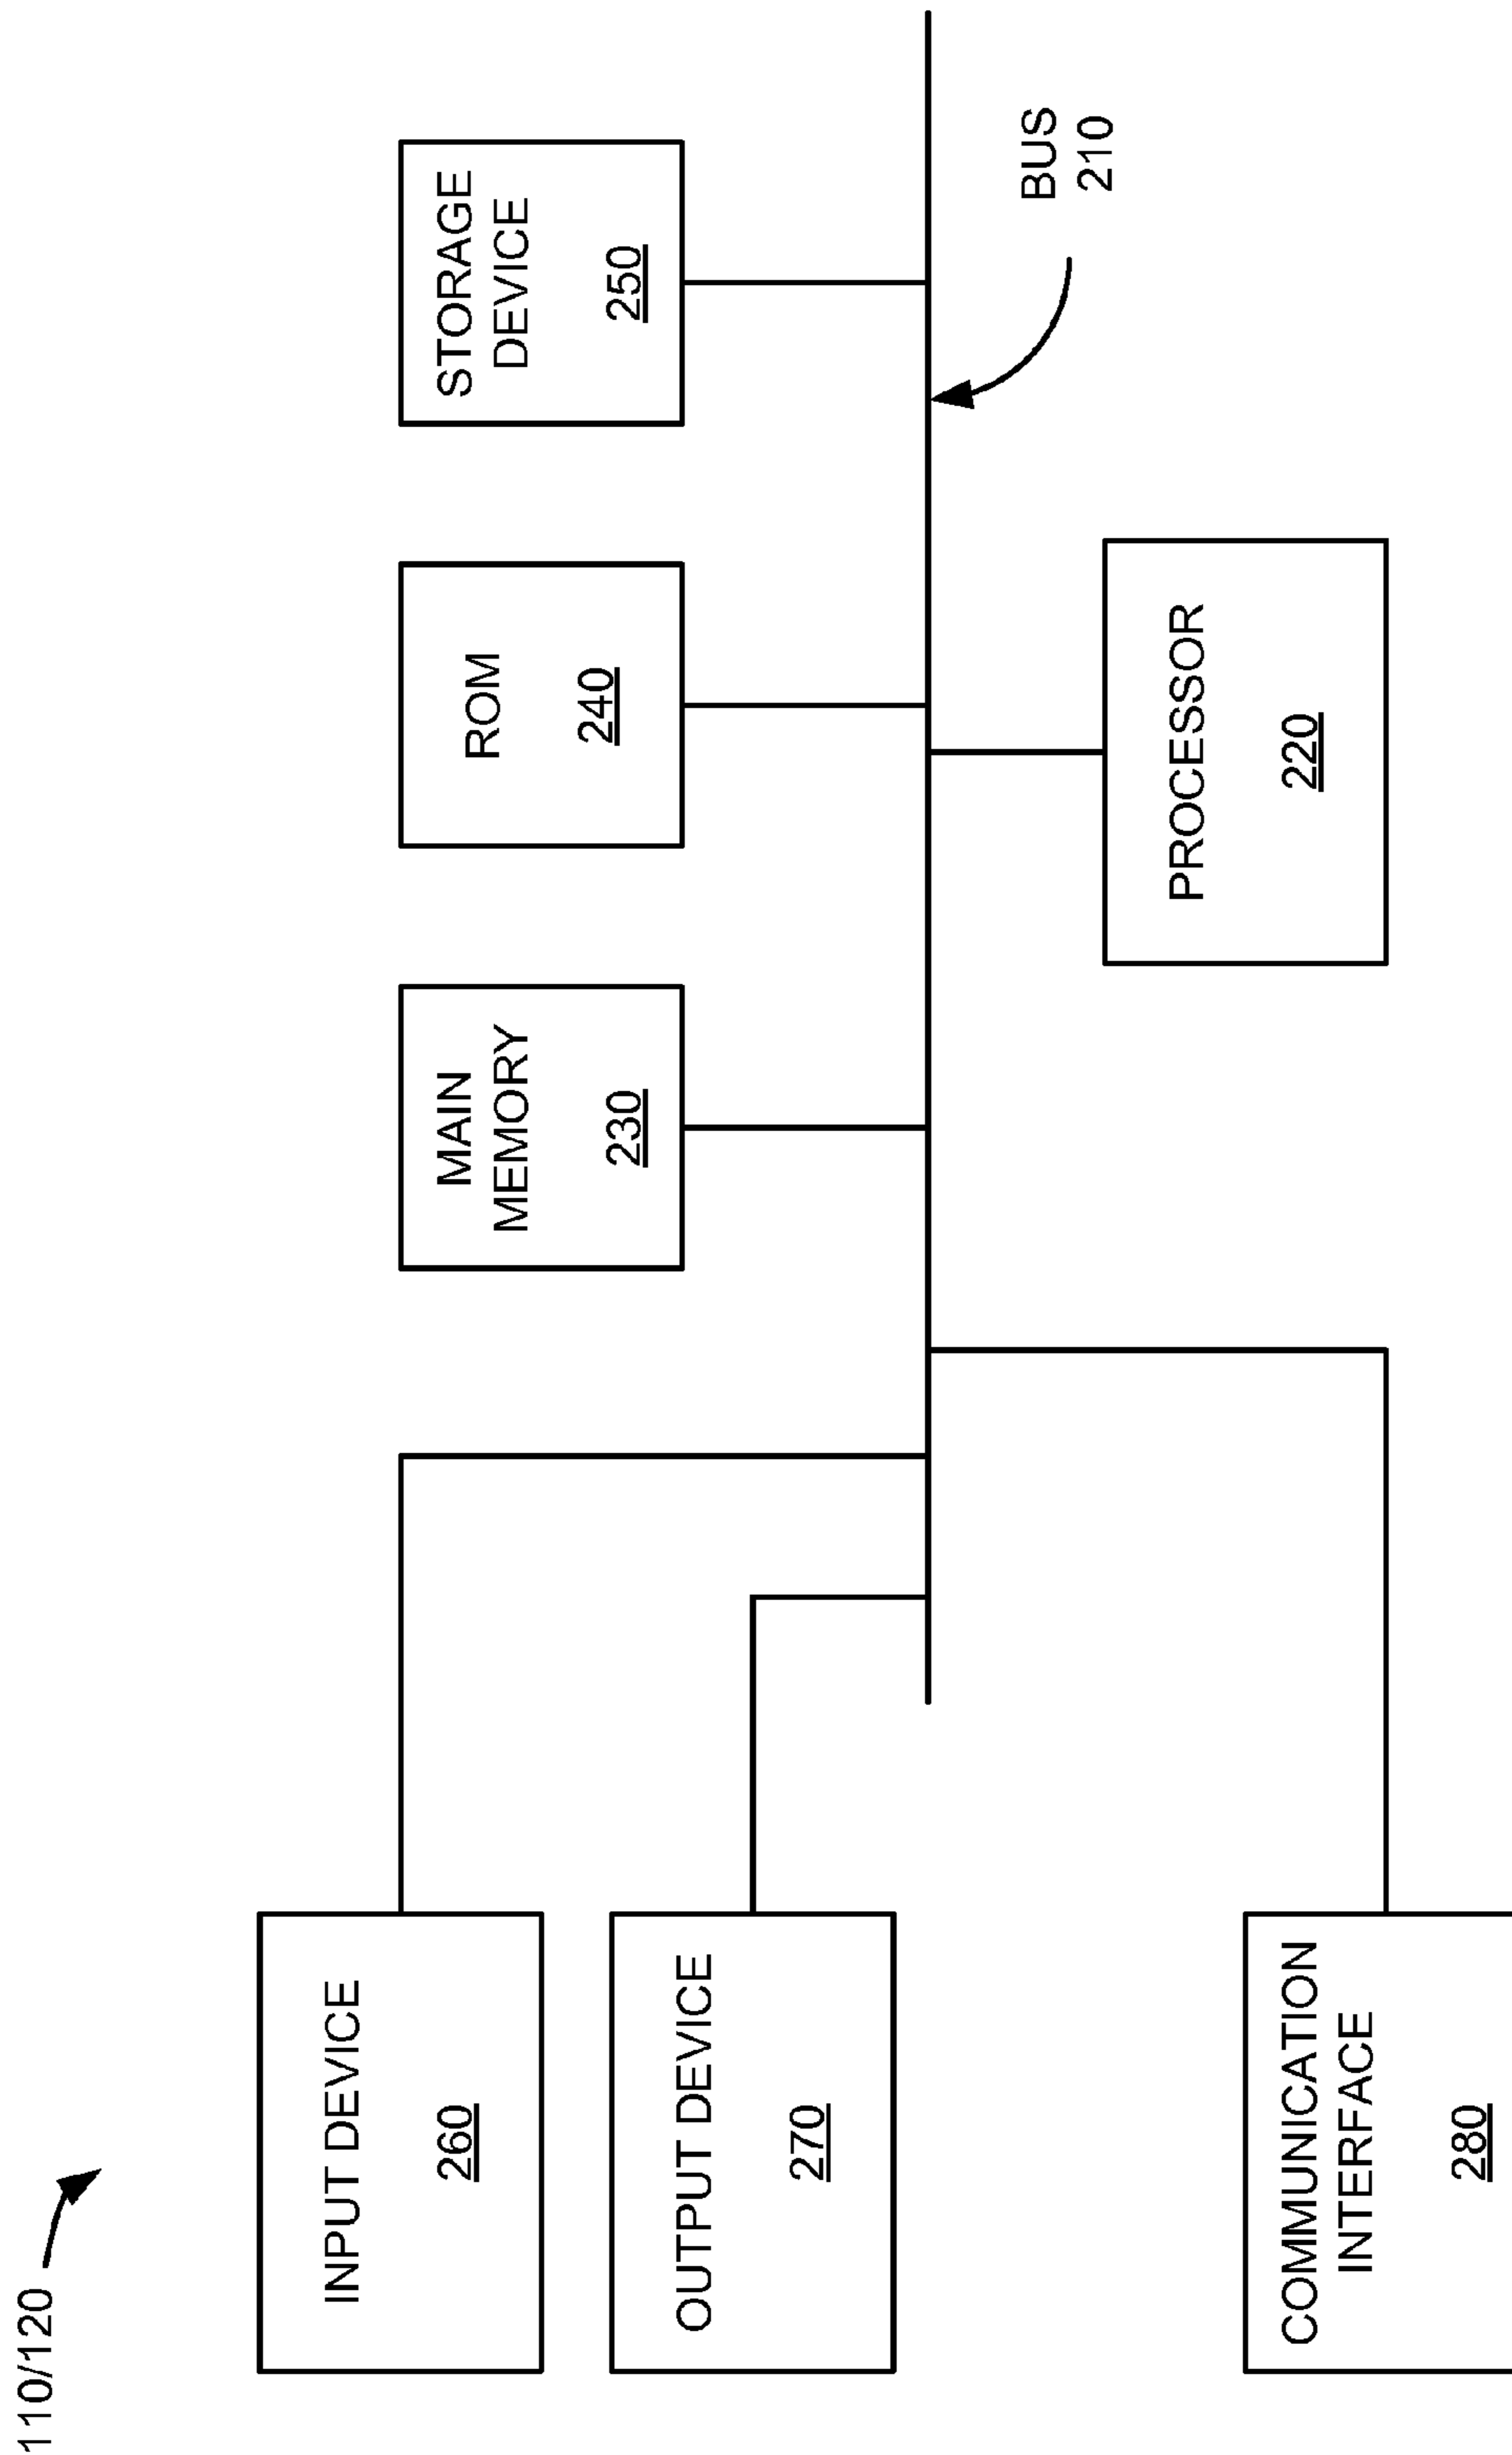 110/120
MAIN
MEMORY
230
ROM
240
STORAGE
DEVICE
250
INPUT DEVICE
260
OUTPUT DEVICE
270
BUS
210
PROCESSOR
220
COMMUNICATION
INTERFACE
280